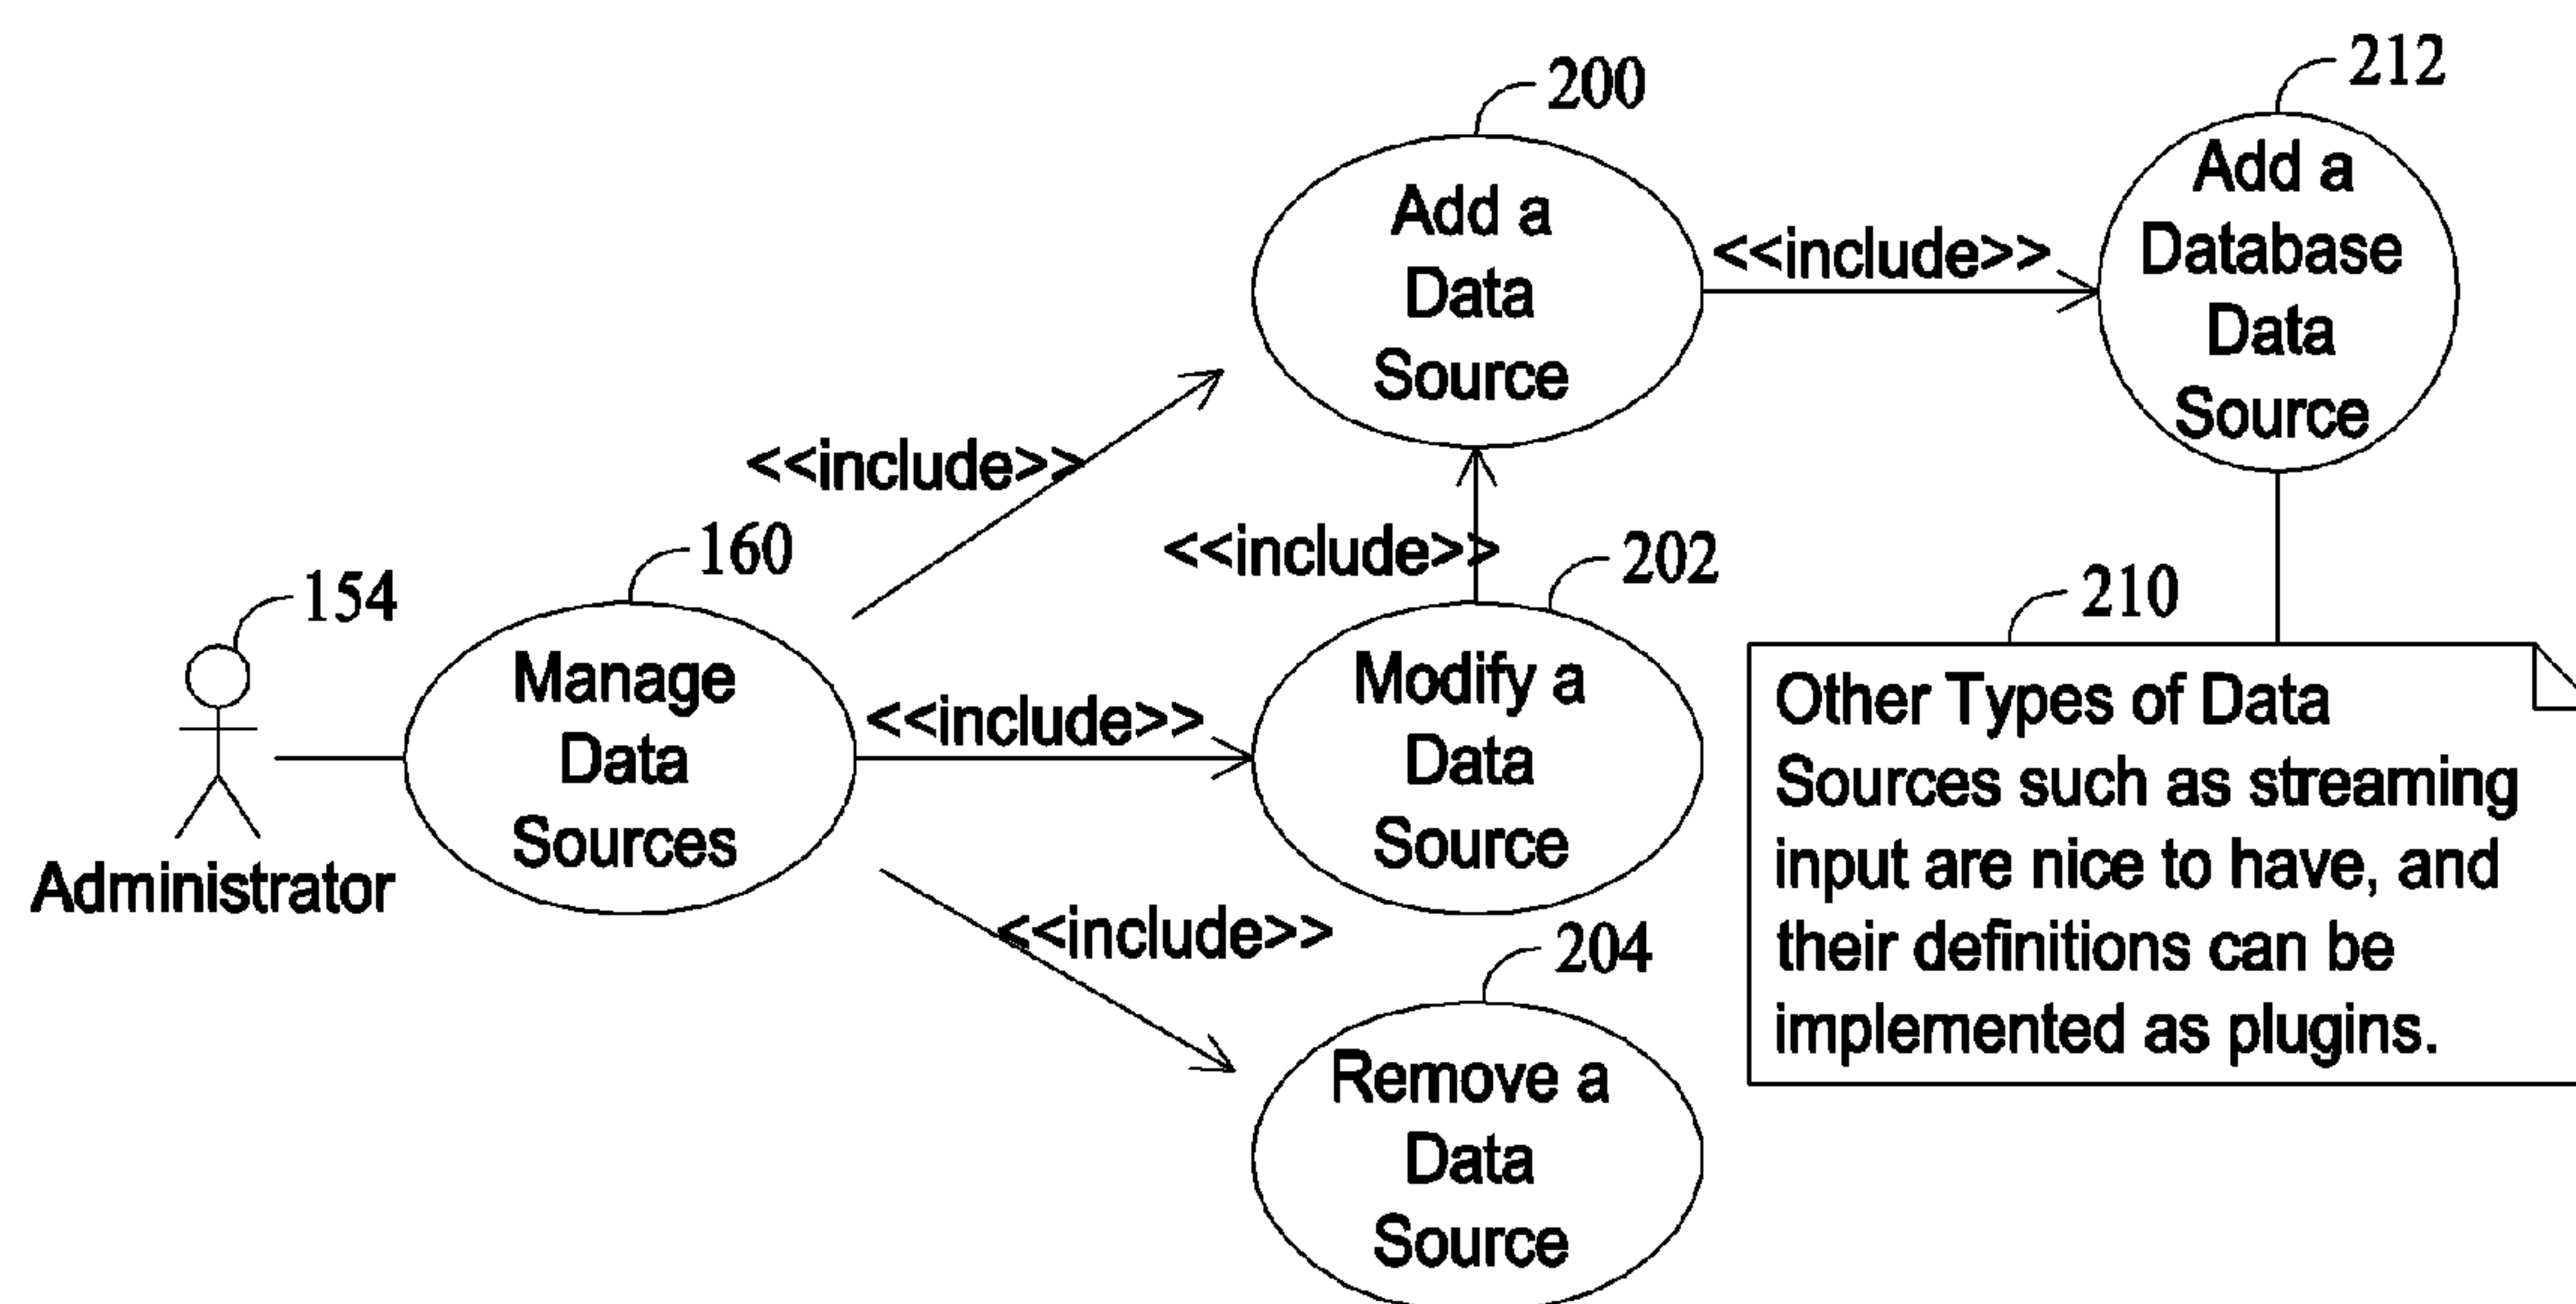 200
212
Add a
Data
Source
<<include>>
Add a
Database
Data
Source
<<include>>
<<include>>
154
160
202
210
Administrator
Manage
Data
Sources
<<include>>
Modify a
Data
Source
Other Types of Data
Sources such as streaming
input are nice to have, and
their definitions can be
implemented as plugins.
<<include>>
204
Remove a
Data
Source